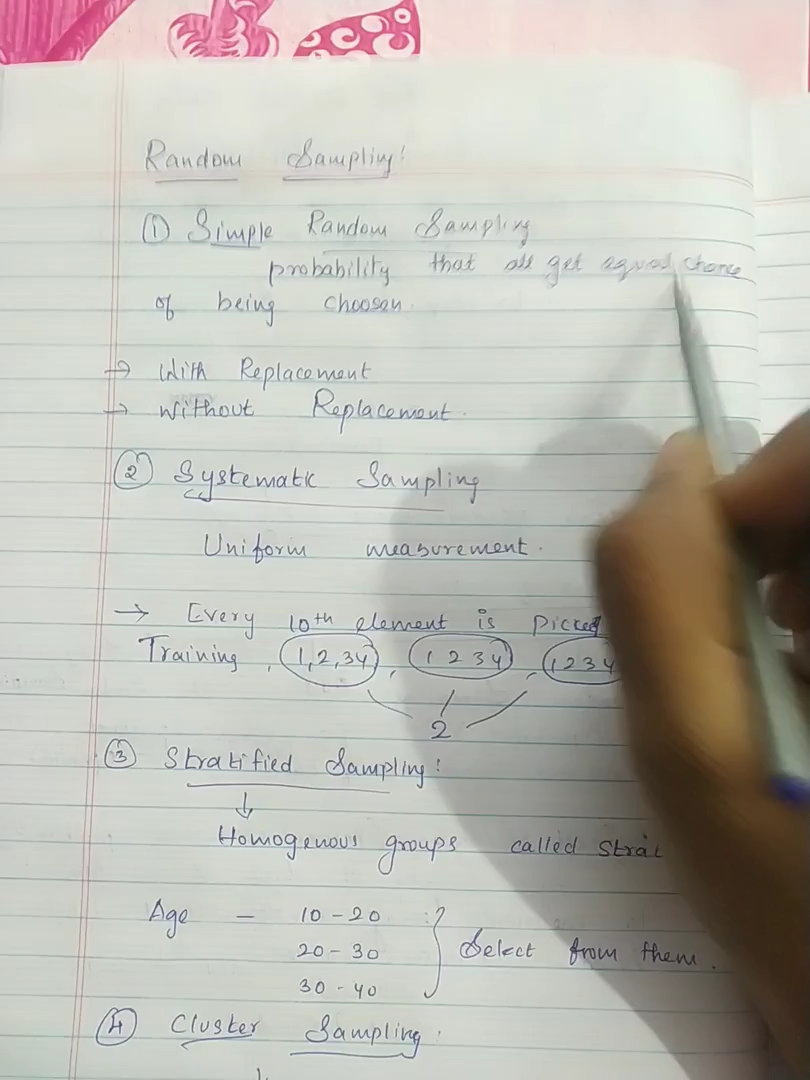 Random Sampling:
① Simple Random Sampling
probability that all get equal chance
of being choosen.
→ With Replacement
→ Without Replacement.
② Systematic Sampling
Uniform measurement.
→ Every 10th element is Picked
Training, 1,2,34, 1 2 3 4, 1 2 3 4
2
③ Stratified Sampling:
↓
Homogenous groups called
Age - 10-20
20-30 } Select from them.
30-40
④ Cluster Sampling.